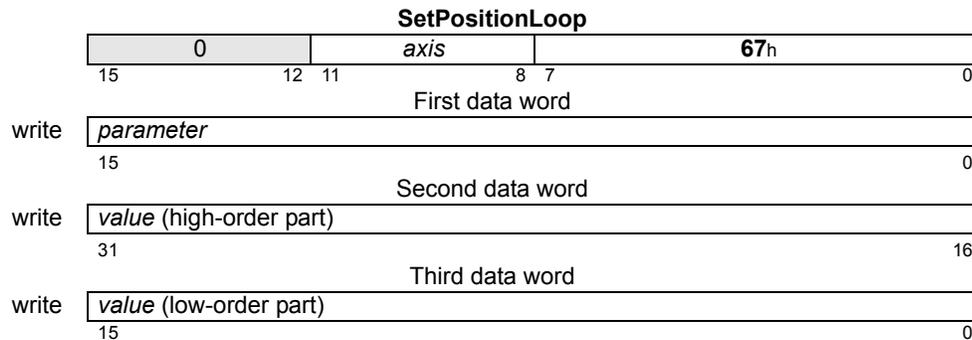 SetPositionLoop
0 axis 67h
15 12 11 8 7 0
First data word
write parameter
15 0
Second data word
write value (high-order part)
31 16
Third data word
write value (low-order part)
15 0